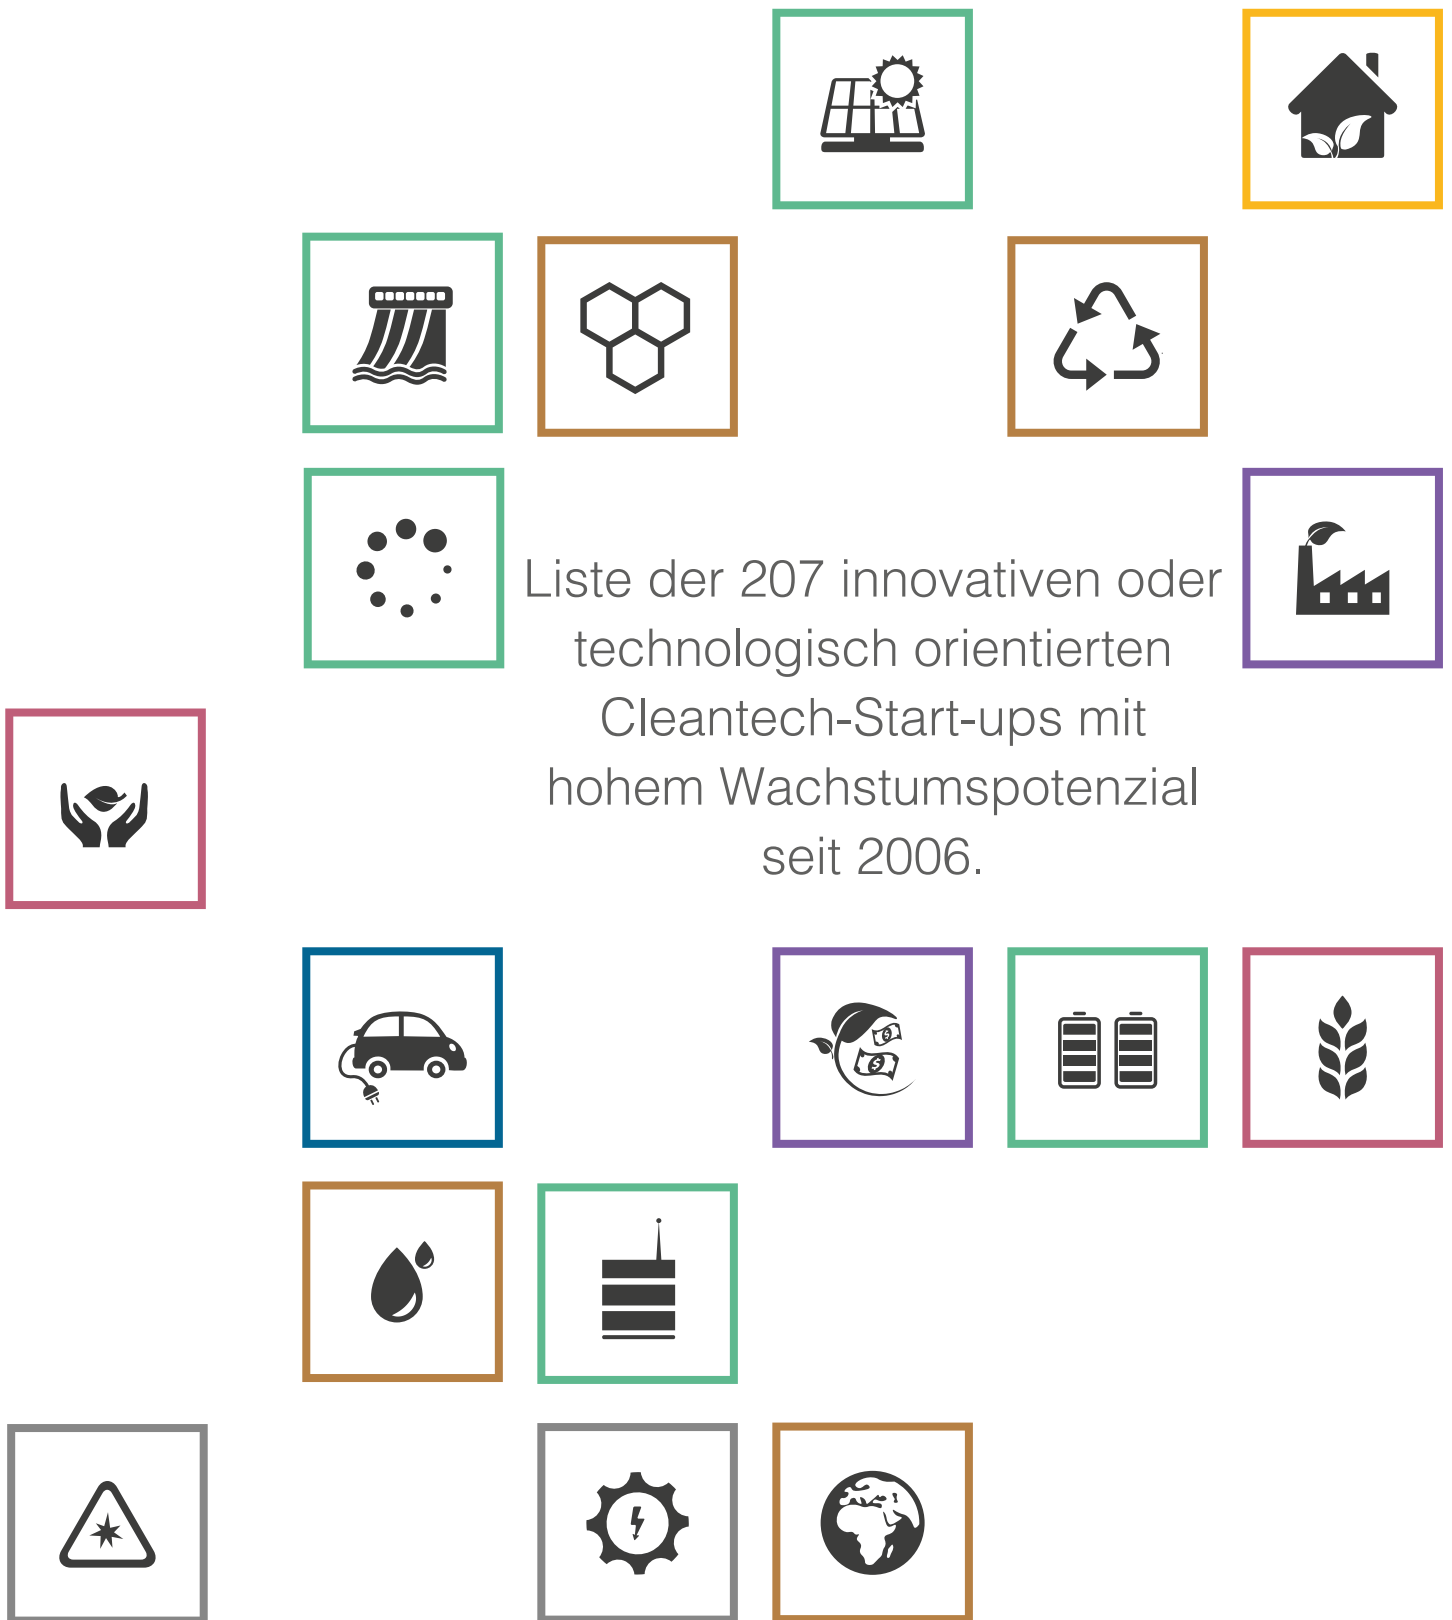 Liste der 207 innovativen oder
technologisch orientierten
Cleantech-Start-ups mit
hohem Wachstumspotenzial
seit 2006.